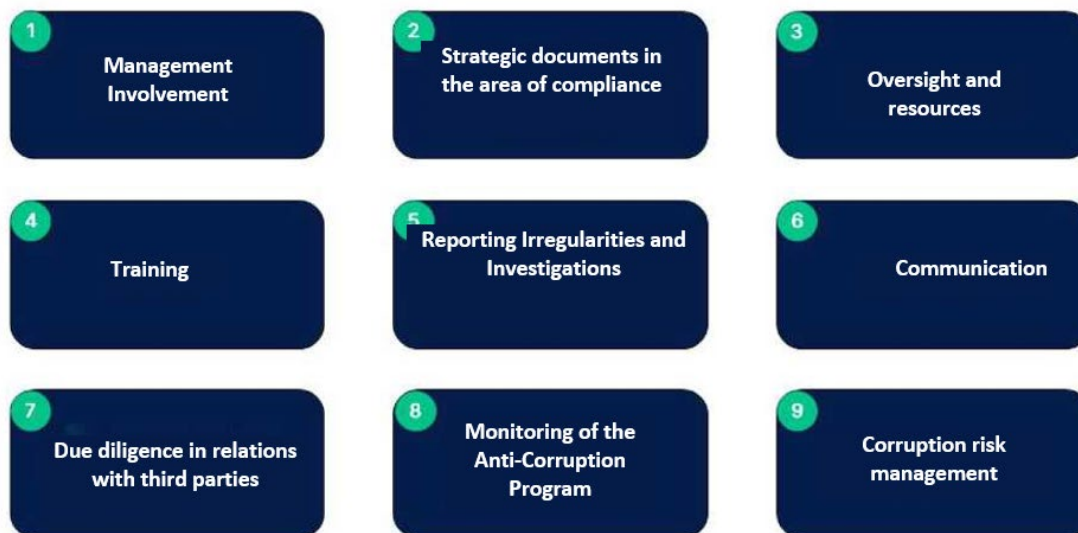 1
Management
Involvement
2
Strategic documents in
the area of compliance
3
Oversight and
resources
4
Training
5
Reporting Irregularities and
Investigations
6
Communication
7
Due diligence in relations
with third parties
8
Monitoring of the
Anti-Corruption
Program
9
Corruption risk
management